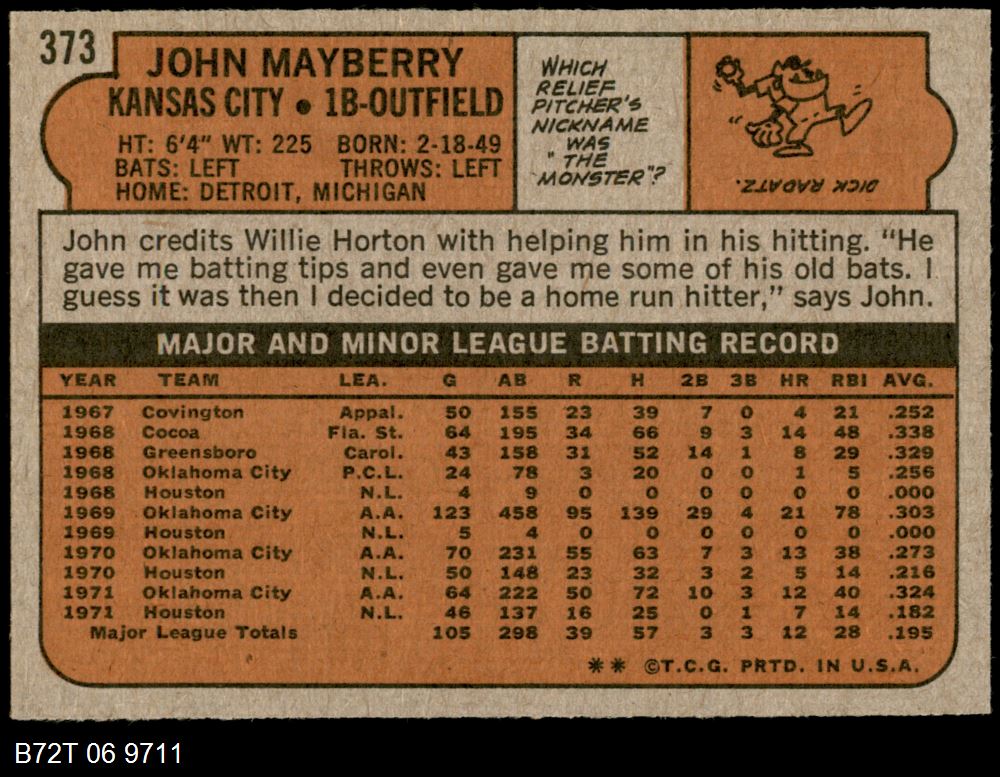 373
JOHN MAYBERRY
KANSAS CITY • 1B-OUTFIELD
HT: 6'4" WT: 225 BORN: 2-18-49
BATS: LEFT THROWS: LEFT
HOME: DETROIT, MICHIGAN
WHICH
RELIEF
PITCHER'S
NICKNAME
WAS
"THE
MONSTER"?
DICK RADATZ.
John credits Willie Horton with helping him in his hitting. "He
gave me batting tips and even gave me some of his old bats. I
guess it was then I decided to be a home run hitter," says John.
MAJOR AND MINOR LEAGUE BATTING RECORD
YEAR TEAM LEA. G AB R H 2B 3B HR RBI AVG.
1967 Covington Appal. 50 155 23 39 7 0 4 21 .252
1968 Cocoa Fla. St. 64 195 34 66 9 3 14 48 .338
1968 Greensboro Carol. 43 158 31 52 14 1 8 29 .329
1968 Oklahoma City P.C.L. 24 78 3 20 0 0 1 5 .256
1968 Houston N.L. 4 9 0 0 0 0 0 0 .000
1969 Oklahoma City A.A. 123 458 95 139 29 4 21 78 .303
1969 Houston N.L. 5 4 0 0 0 0 0 0 .000
1970 Oklahoma City A.A. 70 231 55 63 7 3 13 38 .273
1970 Houston N.L. 50 148 23 32 3 2 5 14 .216
1971 Oklahoma City A.A. 64 222 50 72 10 3 12 40 .324
1971 Houston N.L. 46 137 16 25 0 1 7 14 .182
Major League Totals 105 298 39 57 3 3 12 28 .195
** ©T.C.G. PRTD. IN U.S.A.
B72T 06 9711